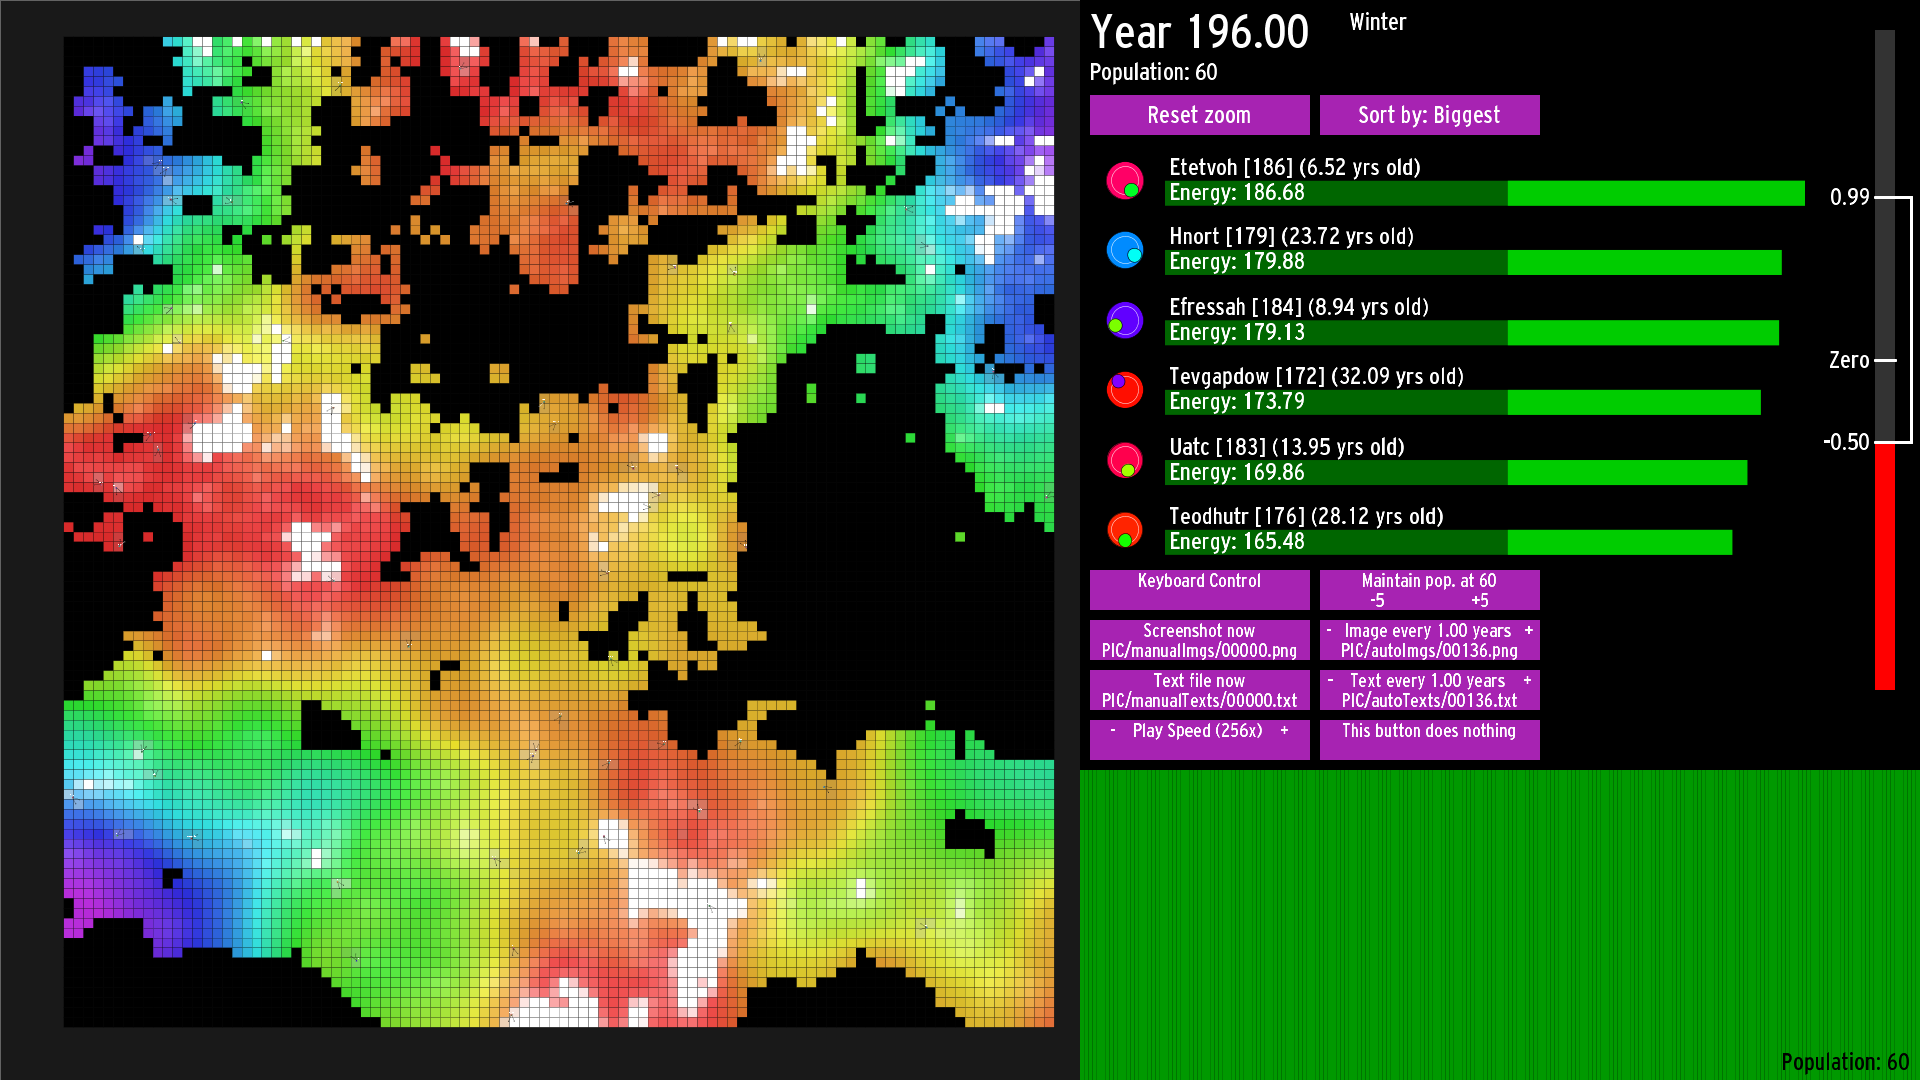 Year 196.00
Winter
Population: 60
Reset zoom
Sort by: Biggest
Etetvoh [186] (6.52 yrs old)
Energy: 186.68
Hnort [179] (23.72 yrs old)
Energy: 179.88
Efressah [184] (8.94 yrs old)
Energy: 179.13
Tevgapdow [172] (32.09 yrs old)
Energy: 173.79
Uatc [183] (13.95 yrs old)
Energy: 169.86
Teodhutr [176] (28.12 yrs old)
Energy: 165.48
0.99
Zero
-0.50
Keyboard Control
Maintain pop. at 60
-5 +5
Screenshot now
PIC/manualImgs/00000.png
- Image every 1.00 years +
PIC/autoImgs/00136.png
Text file now
PIC/manualTexts/00000.txt
- Text every 1.00 years +
PIC/autoTexts/00136.txt
- Play Speed (256x) +
This button does nothing
Population: 60